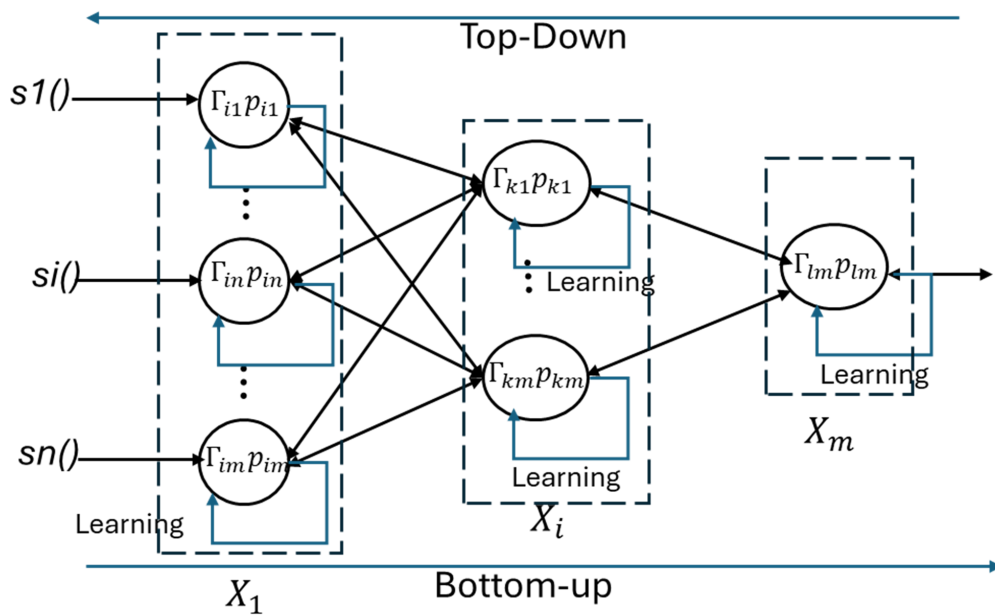 Top-Down
s1()
Γi1pi1
Γk1pk1
Learning
si()
Γinpin
Γlmplm
Learning
Γkmpkm
Xm
sn()
Γimpim
Learning
Learning
Xi
Bottom-up
X1